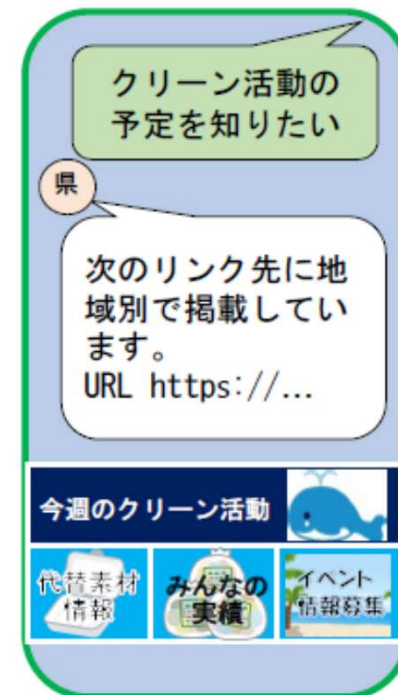 クリーン活動の
予定を知りたい
県
次のリンク先に地
域別で掲載してい
ます。
URL https://...
今週のクリーン活動
代替素材
情報
みんなの
実績
イベント
情報募集